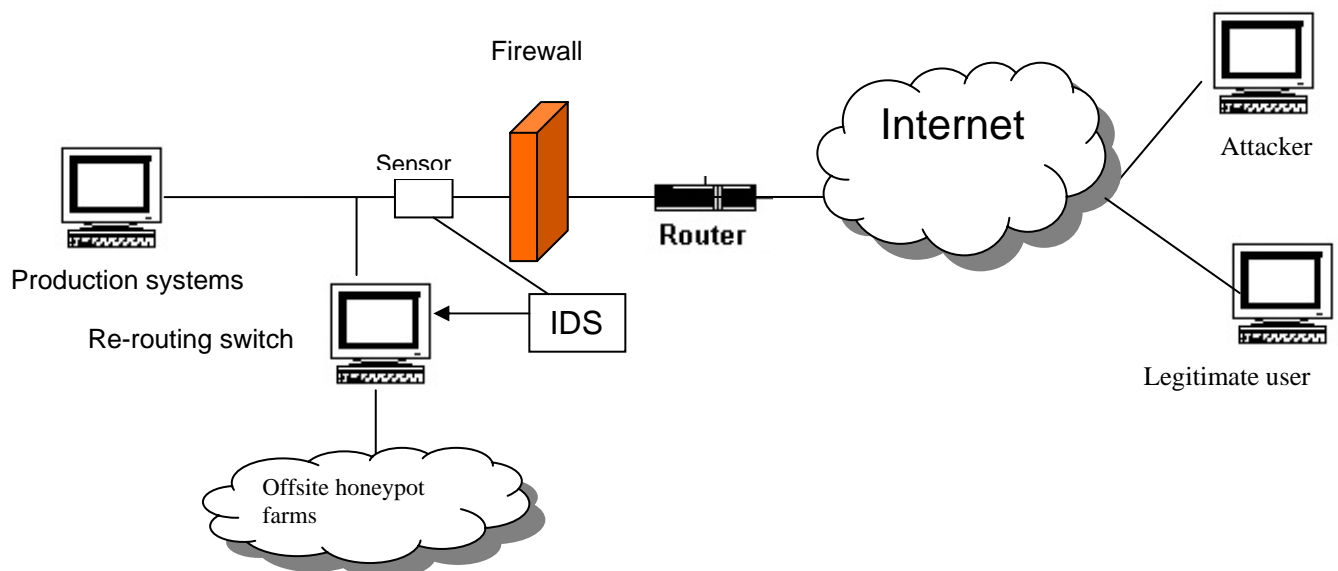 Firewall
Internet
Attacker
Sensor
Router
Production systems
IDS
Re-routing switch
Legitimate user
Offsite honeypot
farms